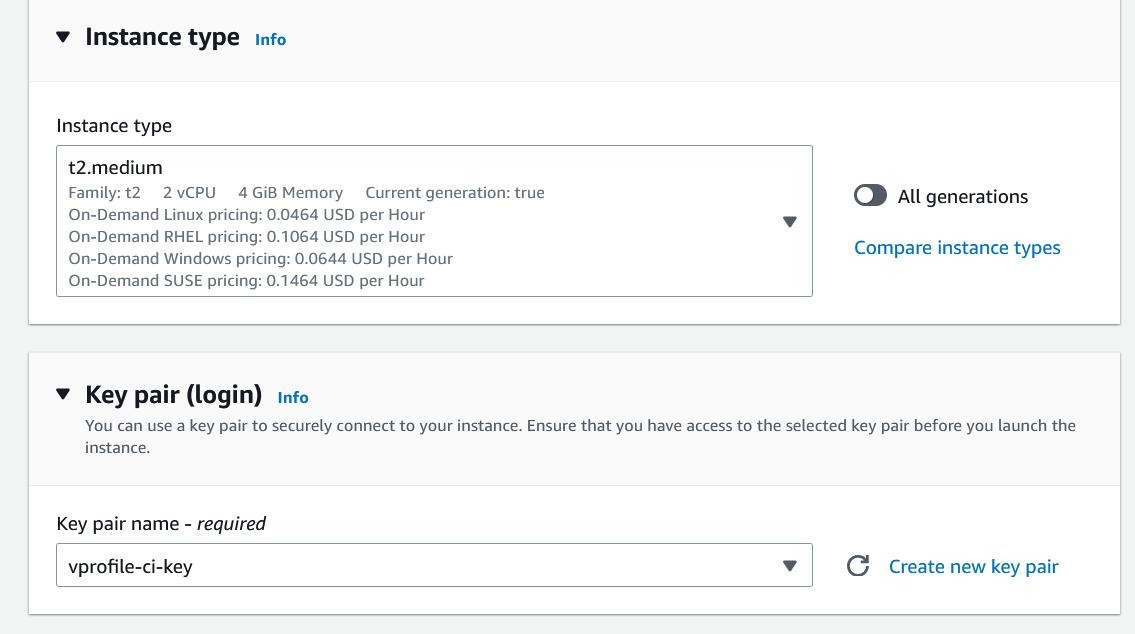 Instance type Info
Instance type
t2.medium
Family: t2 2 vCPU 4 GiB Memory Current generation: true
On-Demand Linux pricing: 0.0464 USD per Hour
On-Demand RHEL pricing: 0.1064 USD per Hour
On-Demand Windows pricing: 0.0644 USD per Hour
On-Demand SUSE pricing: 0.1464 USD per Hour
All generations
Compare instance types
Key pair (login) Info
You can use a key pair to securely connect to your instance. Ensure that you have access to the selected key pair before you launch the
instance.
Key pair name - required
vprofile-ci-key
Create new key pair